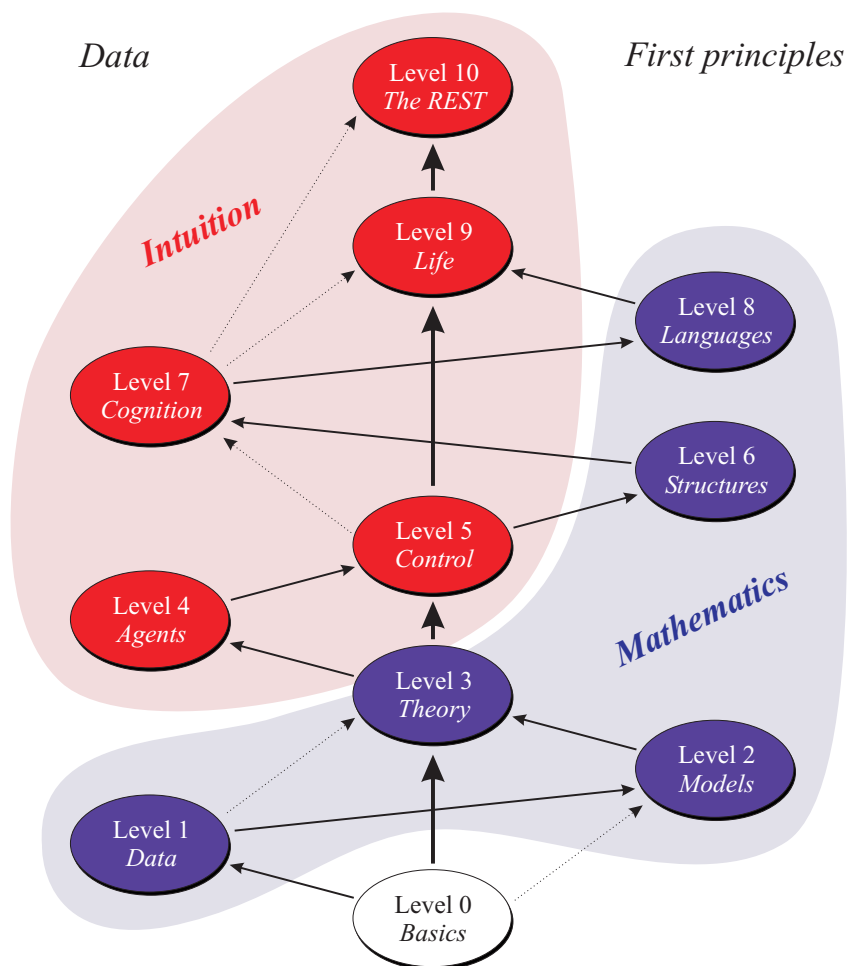 Data
First principles
Level 10
The REST
Intuition
Level 9
Life
Level 8
Languages
Level 7
Cognition
Level 6
Structures
Level 5
Control
Level 4
Agents
Mathematics
Level 3
Theory
Level 2
Models
Level 1
Data
Level 0
Basics